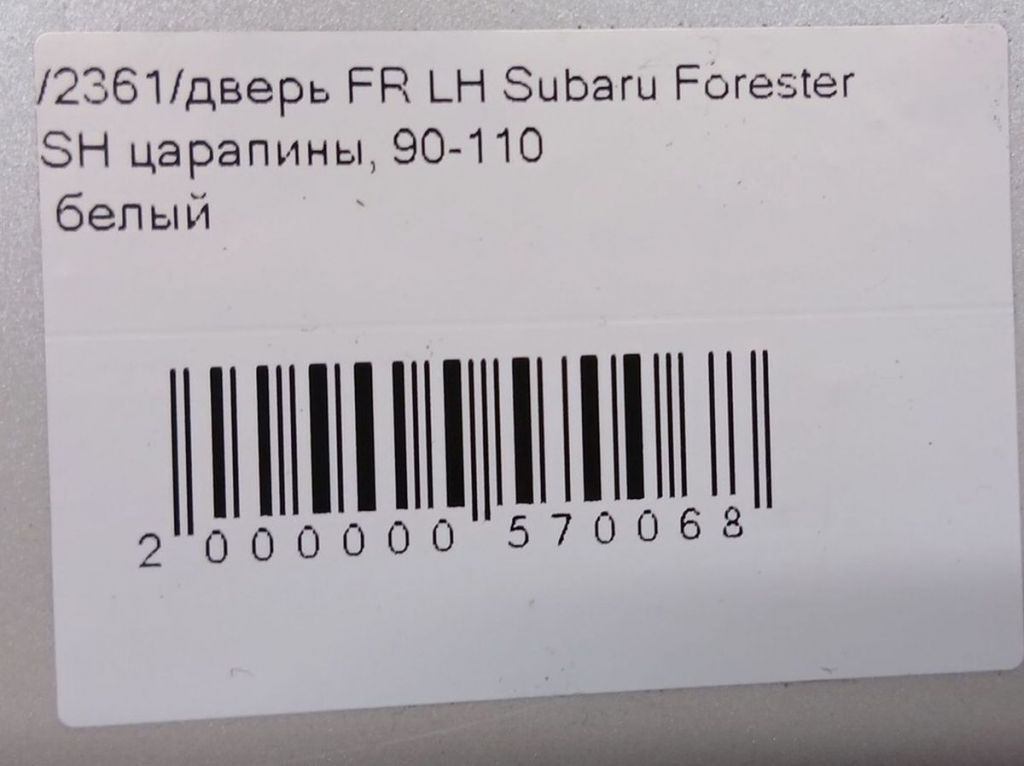 /2361/дверь FR LH Subaru Forester
SH царапины, 90-110
белый
2 000000 570068